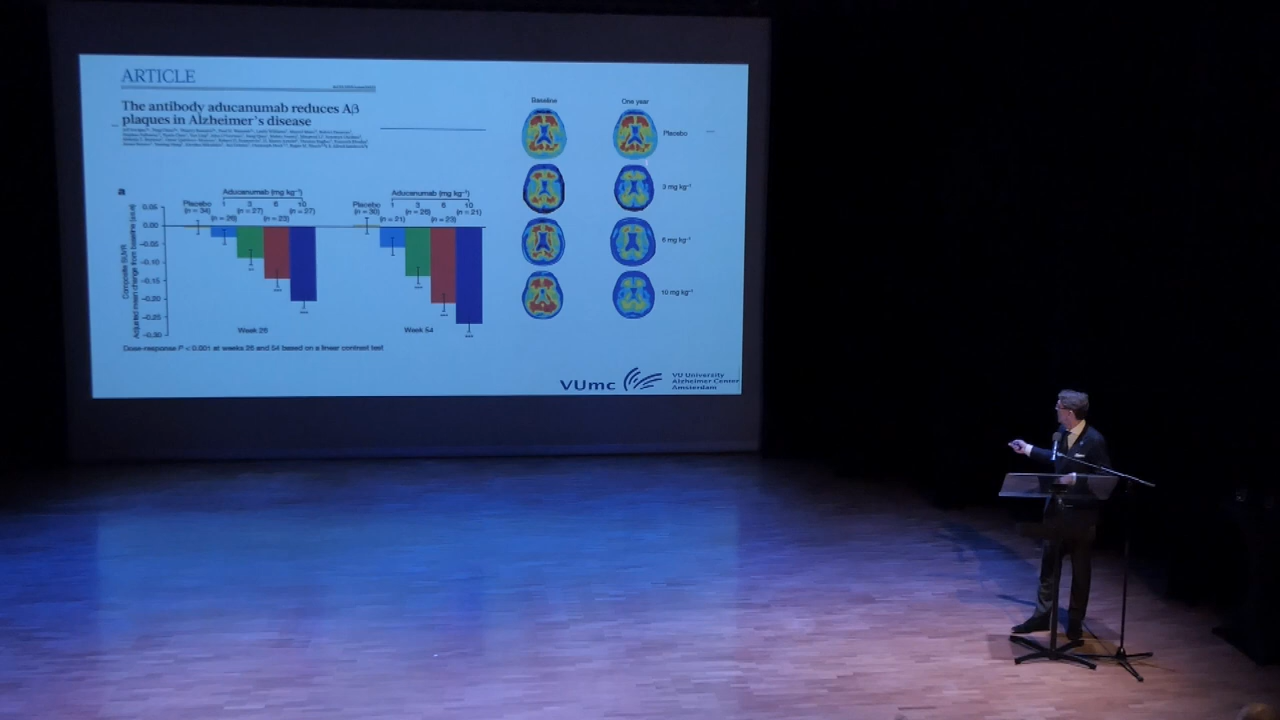 ARTICLE
The antibody aducanumab reduces Aβ
plaques in Alzheimer's disease
a
Aducanumab (mg kg⁻¹)
Placebo 1 3 6 10
(n = 34) (n = 26) (n = 27) (n = 23) (n = 27)
Aducanumab (mg kg⁻¹)
Placebo 1 3 6 10
(n = 30) (n = 21) (n = 26) (n = 23) (n = 21)
Composite SUVR
Adjusted mean change from baseline (s.e.)
0.05
0.00
−0.05
−0.10
−0.15
−0.20
−0.25
−0.30
Week 26
Week 54
Dose-response P < 0.001 at weeks 26 and 54 based on a linear contrast test
Baseline
One year
Placebo
3 mg kg⁻¹
6 mg kg⁻¹
10 mg kg⁻¹
VUmc
VU University
Alzheimer Center
Amsterdam